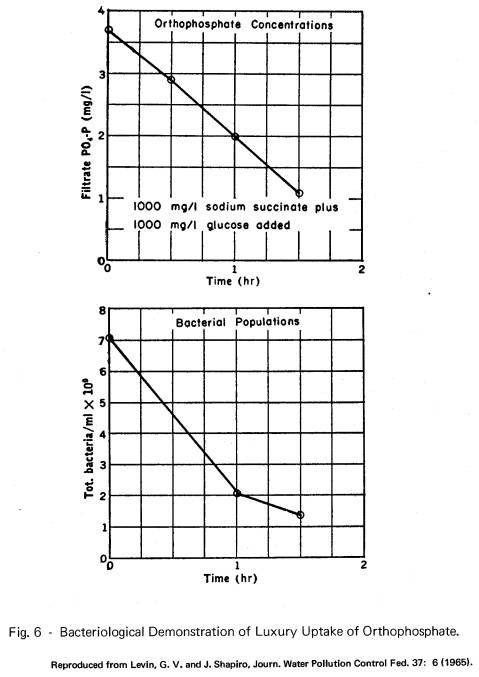 Orthophosphate Concentrations
Filtrate PO₄-P (mg/l)
4
3
2
1
0
1000 mg/l sodium succinate plus
1000 mg/l glucose added
0 1 2
Time (hr)
Bacterial Populations
Tot. bacteria/ml X 10⁸
8
7
6
5
4
3
2
1
0
0 1 2
Time (hr)
Fig. 6 - Bacteriological Demonstration of Luxury Uptake of Orthophosphate.
Reproduced from Levin, G. V. and J. Shapiro, Journ. Water Pollution Control Fed. 37: 6 (1965).